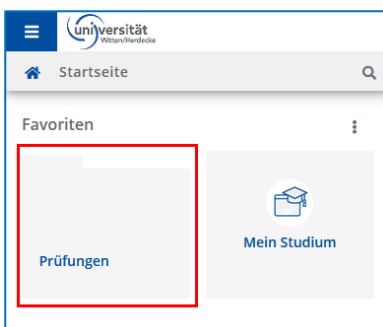 universität
Witten/Herdecke
Startseite
Favoriten
Prüfungen
Mein Studium